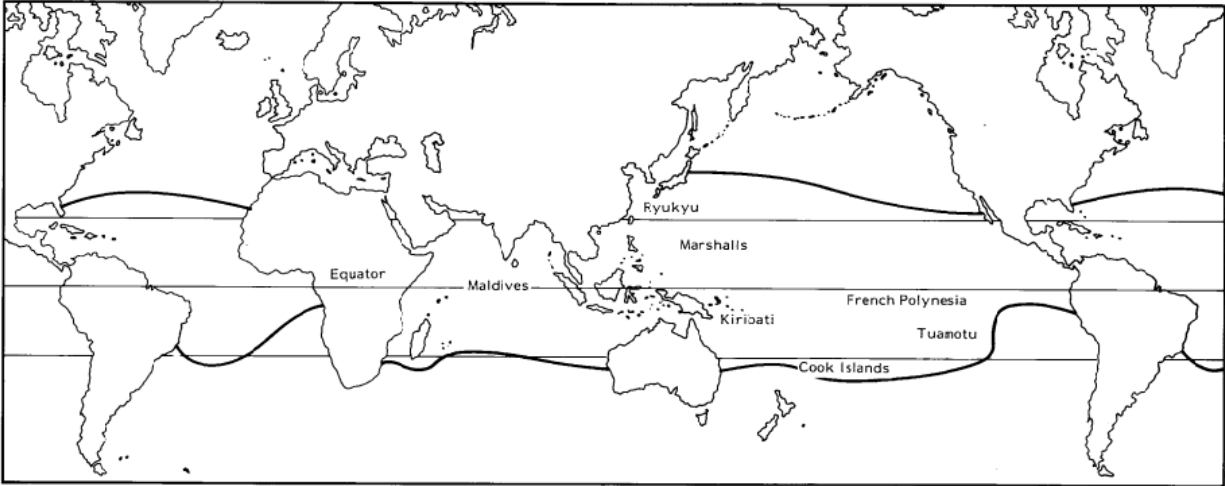 Ryukyu
Marshalls
Equator
Maldives
French Polynesia
Kiribati
Tuamotu
Cook Islands